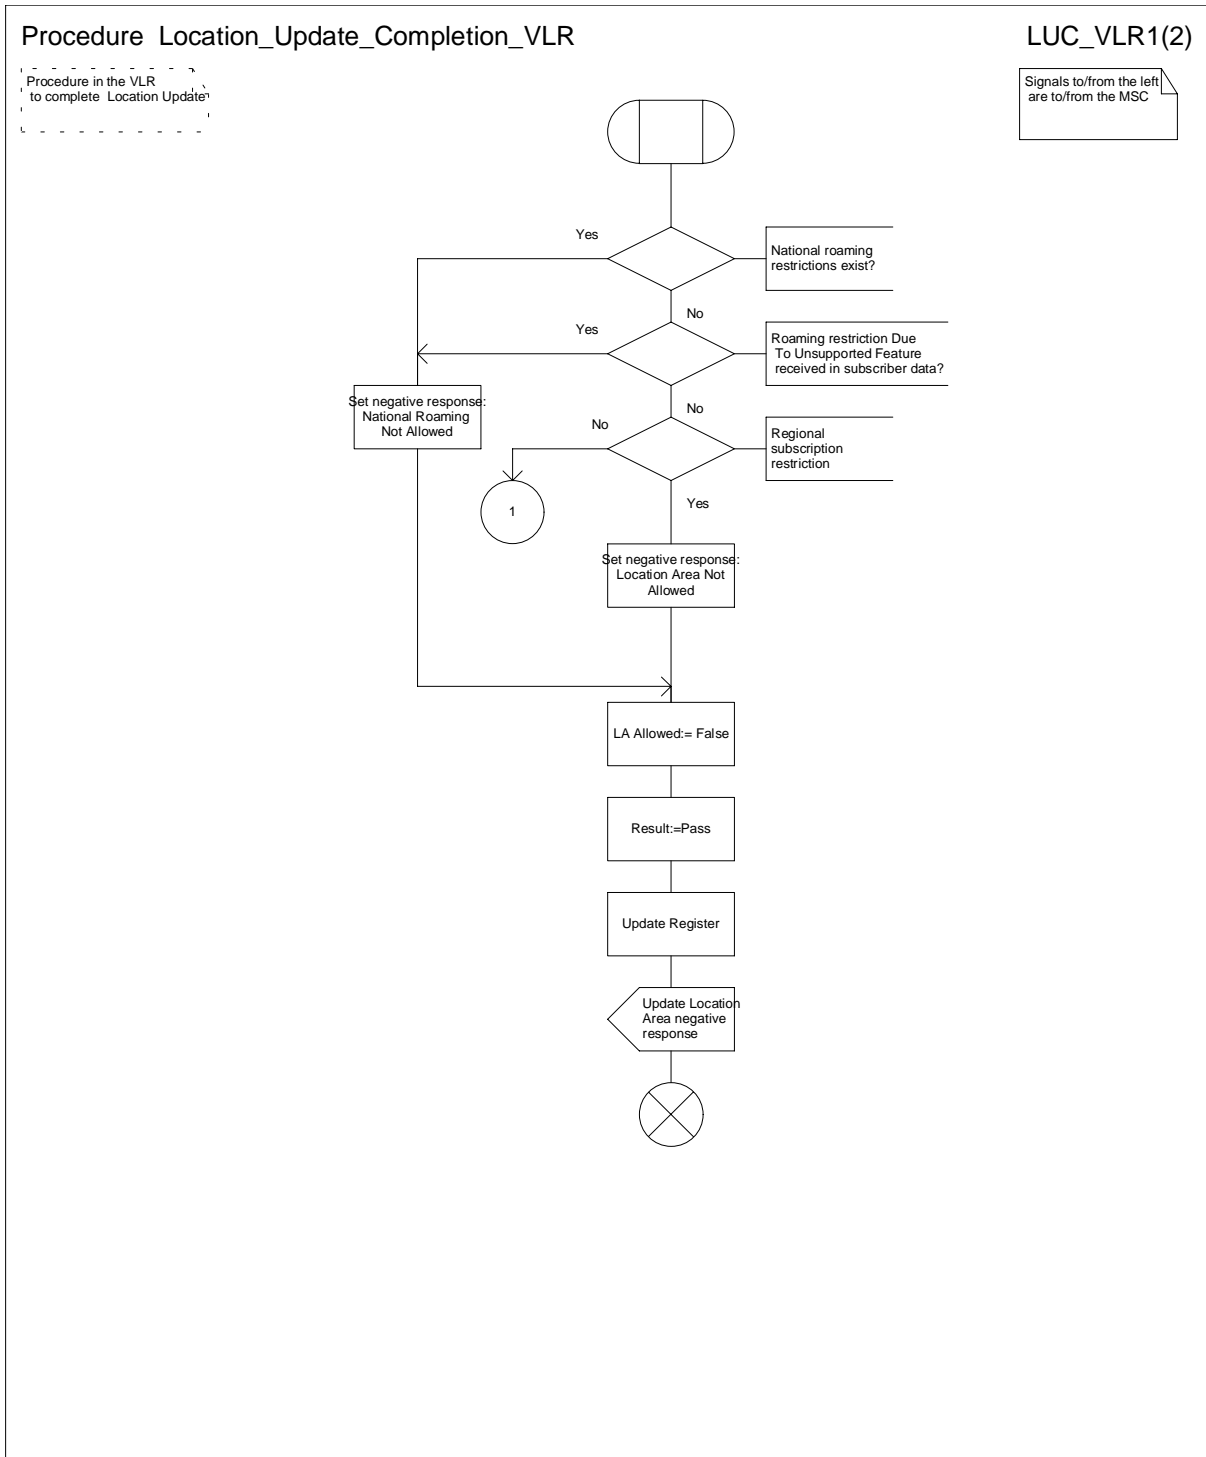 Procedure Location_Update_Completion_VLR
LUC_VLR1(2)
Procedure in the VLR
to complete Location Update
Signals to/from the left
are to/from the MSC
Yes
National roaming
restrictions exist?
No
Yes
Roaming restriction Due
To Unsupported Feature
received in subscriber data?
Set negative response:
National Roaming
Not Allowed
No
No
Regional
subscription
restriction
1
Yes
Set negative response:
Location Area Not
Allowed
LA Allowed:= False
Result:=Pass
Update Register
Update Location
Area negative
response